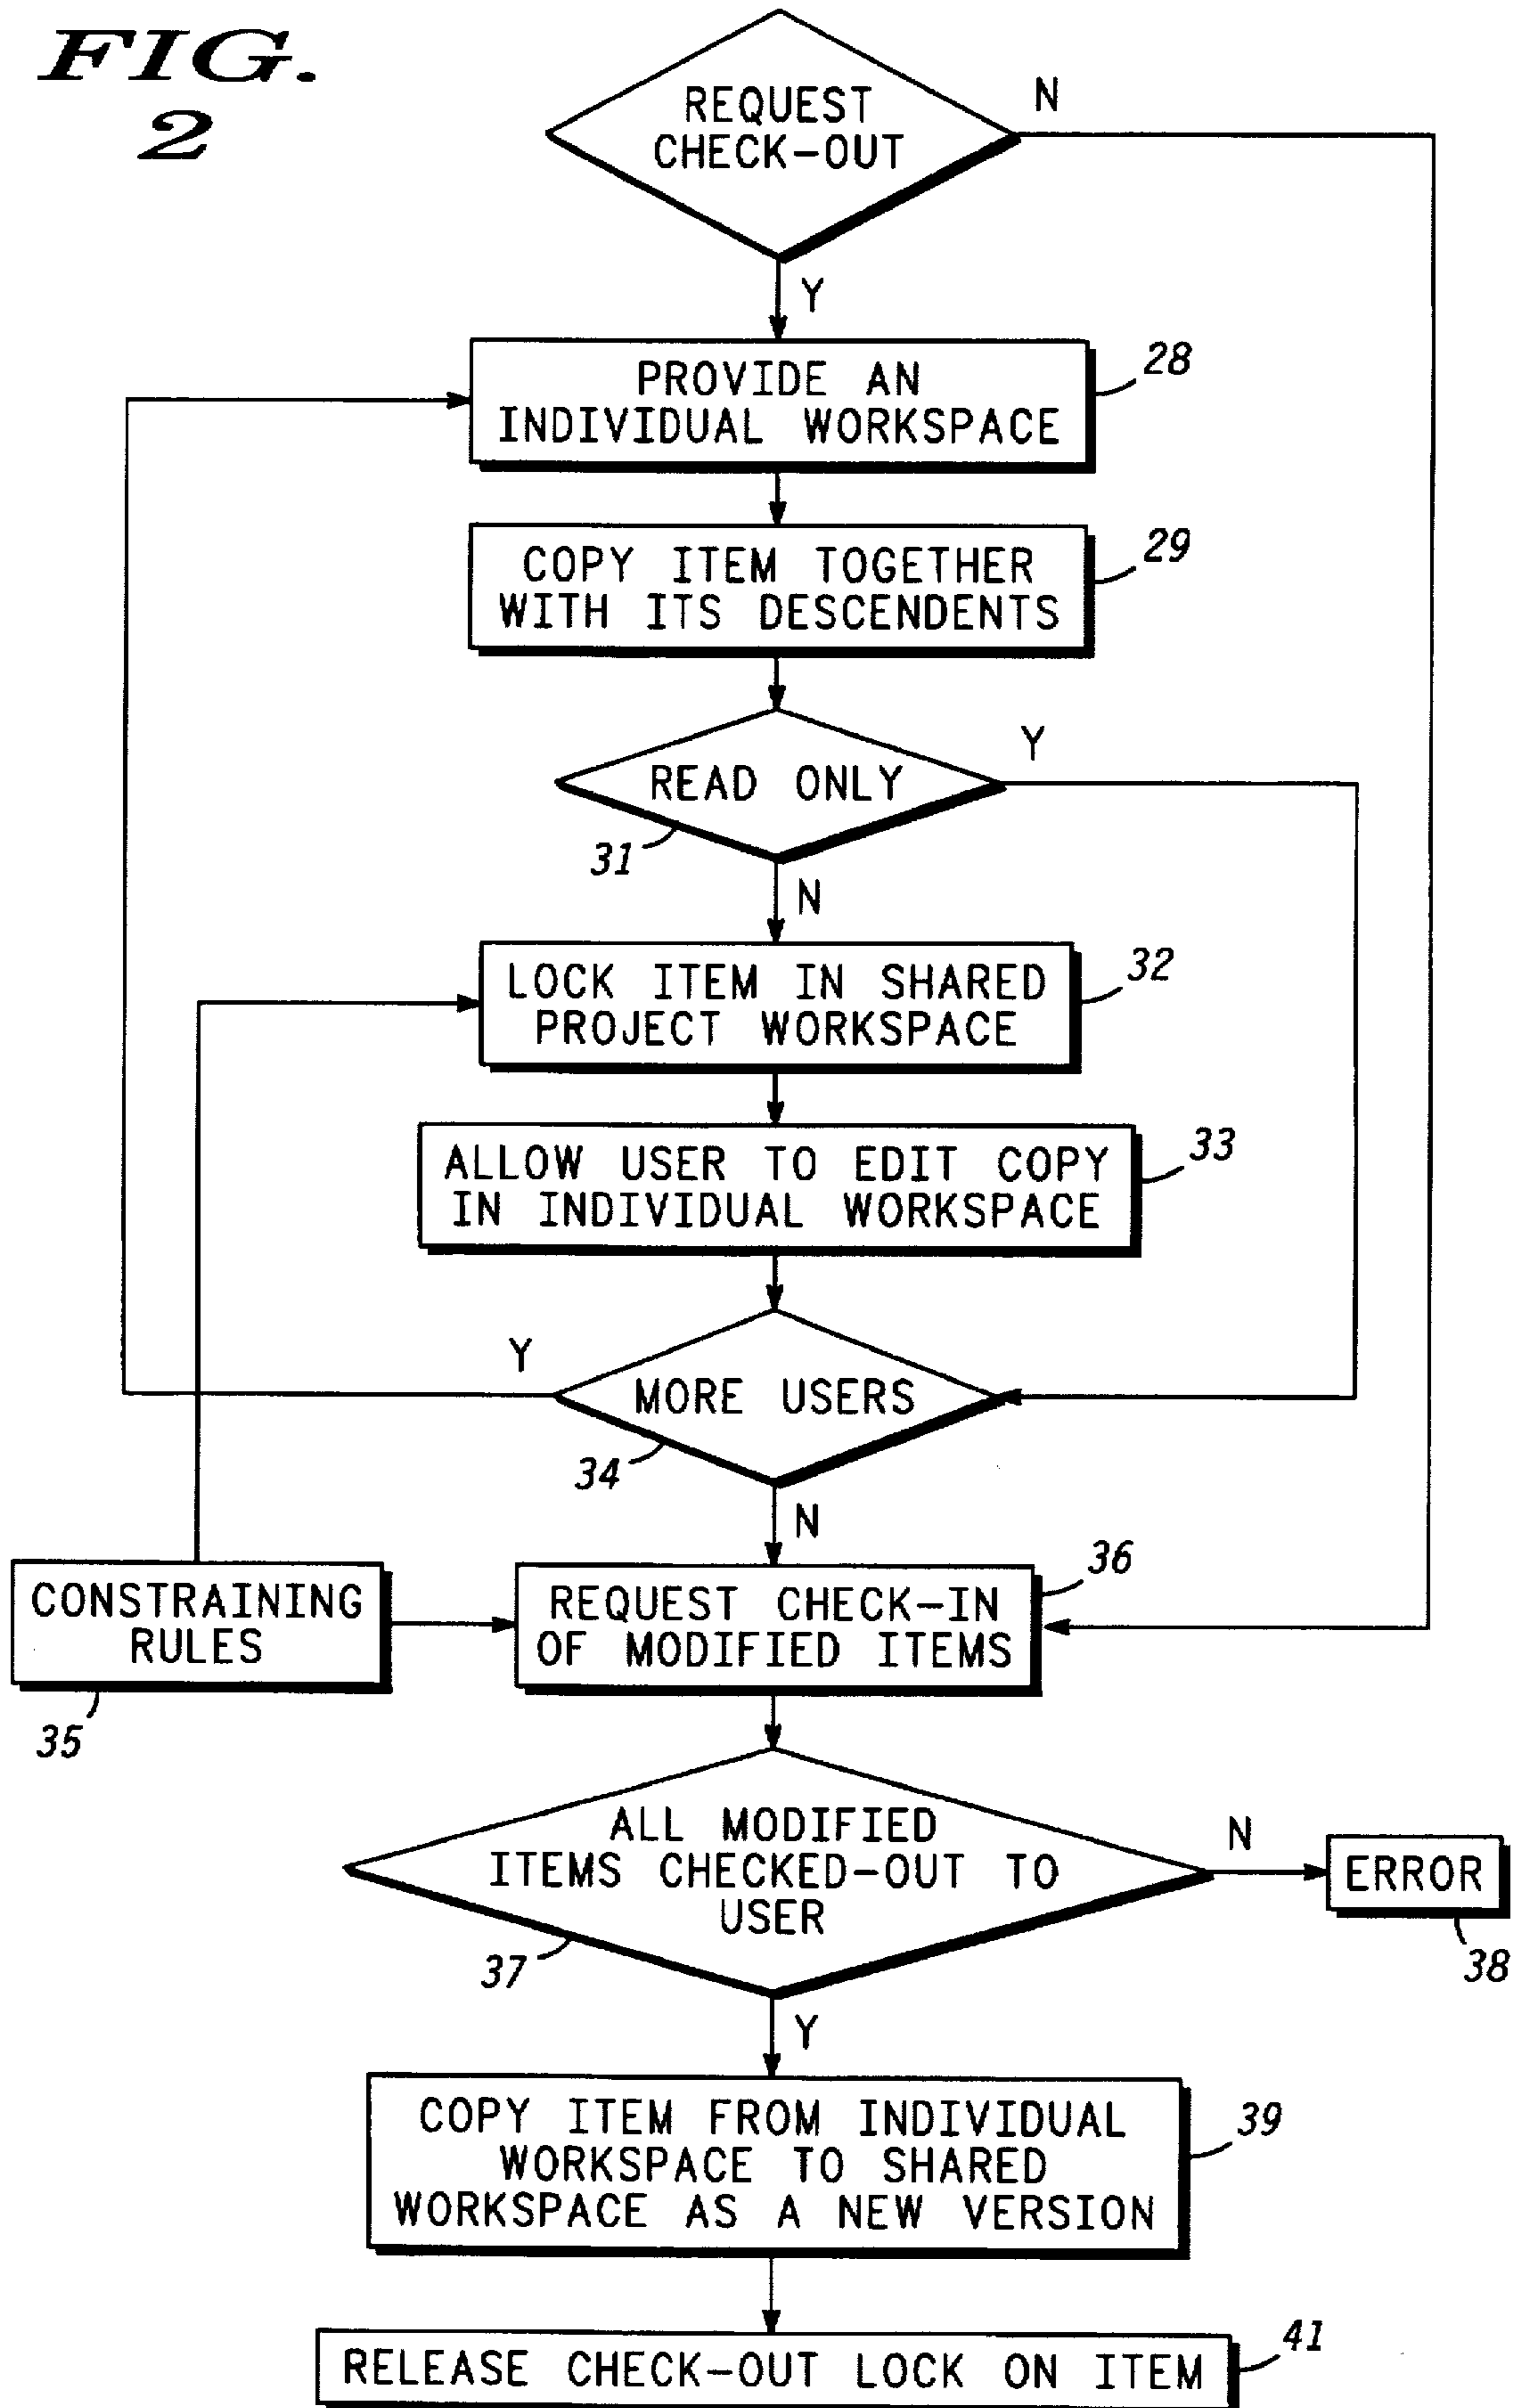 FIG.
2
REQUEST
CHECK-OUT
N
Y
PROVIDE AN
INDIVIDUAL WORKSPACE
28
COPY ITEM TOGETHER
WITH ITS DESCENDENTS
29
READ ONLY
Y
31
N
LOCK ITEM IN SHARED
PROJECT WORKSPACE
32
ALLOW USER TO EDIT COPY
IN INDIVIDUAL WORKSPACE
33
Y
MORE USERS
34
N
CONSTRAINING
RULES
35
REQUEST CHECK-IN
OF MODIFIED ITEMS
36
ALL MODIFIED
ITEMS CHECKED-OUT TO
USER
N
ERROR
37
38
Y
COPY ITEM FROM INDIVIDUAL
WORKSPACE TO SHARED
WORKSPACE AS A NEW VERSION
39
RELEASE CHECK-OUT LOCK ON ITEM
41